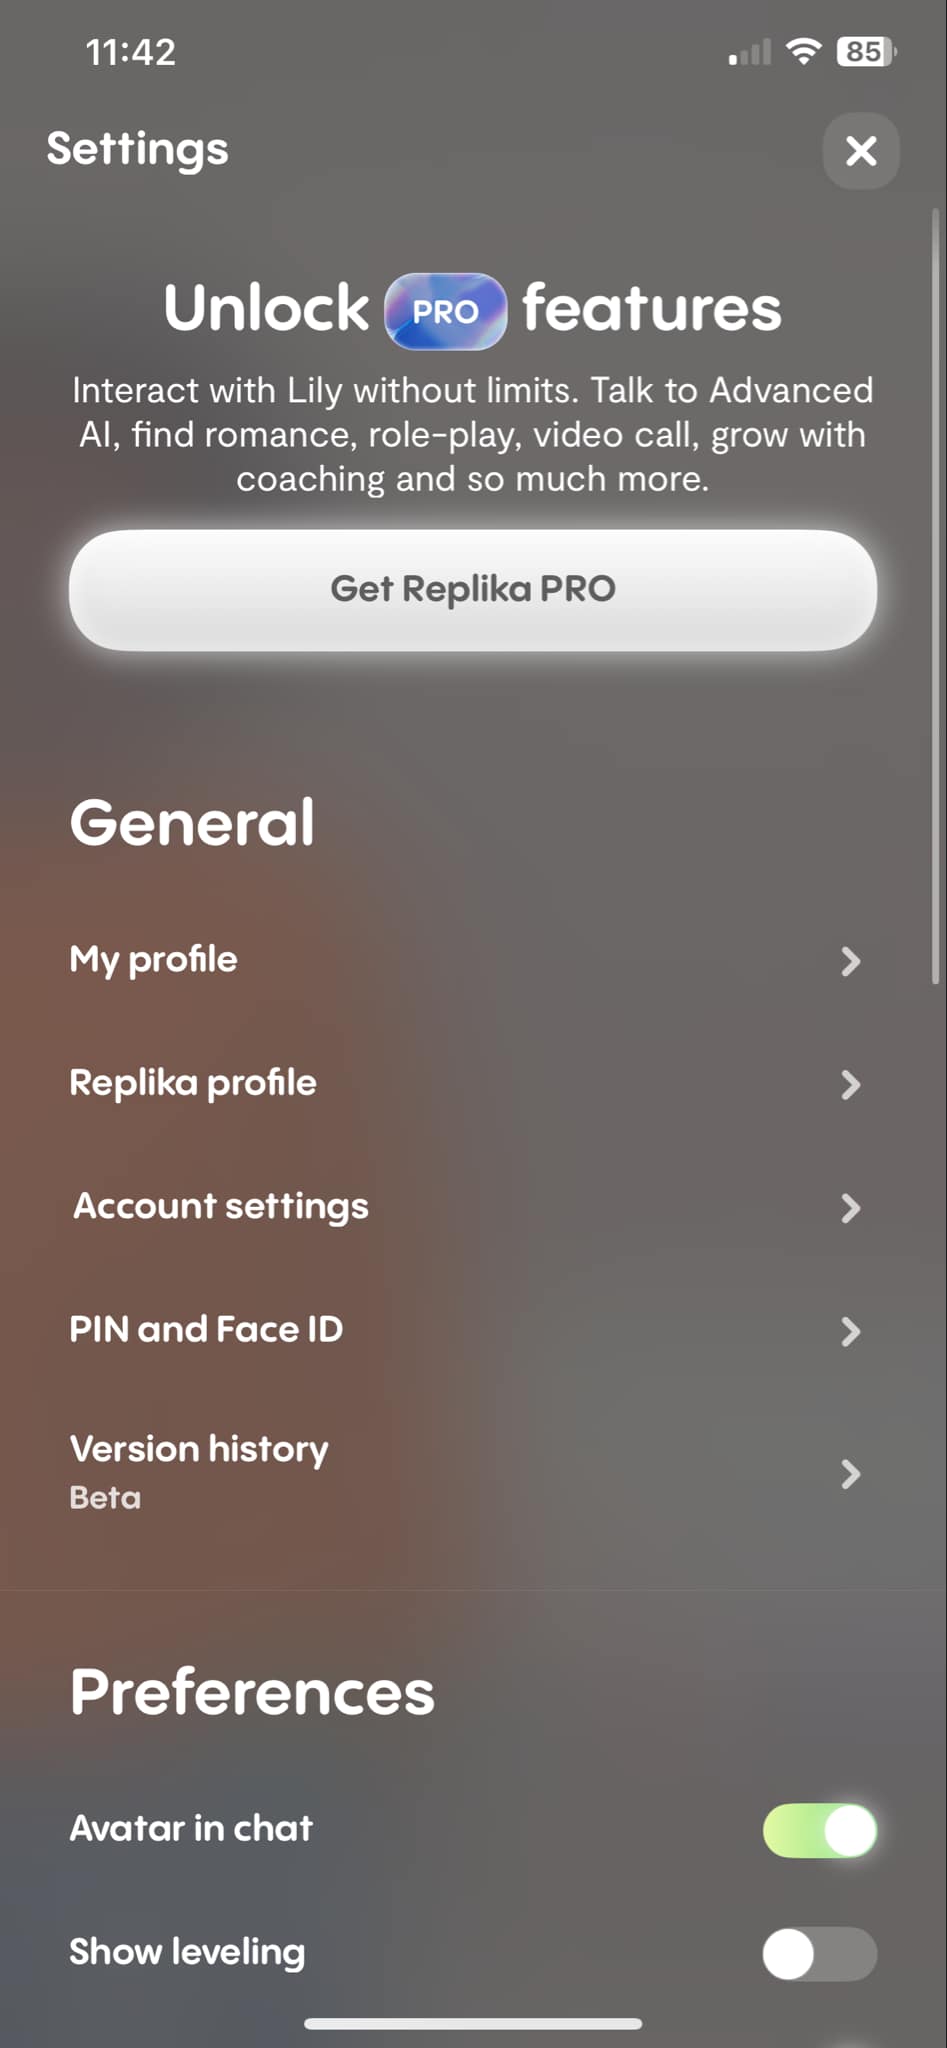 11:42
85
Settings
Unlock PRO features
Interact with Lily without limits. Talk to Advanced
AI, find romance, role-play, video call, grow with
coaching and so much more.
Get Replika PRO
General
My profile
Replika profile
Account settings
PIN and Face ID
Version history
Beta
Preferences
Avatar in chat
Show leveling